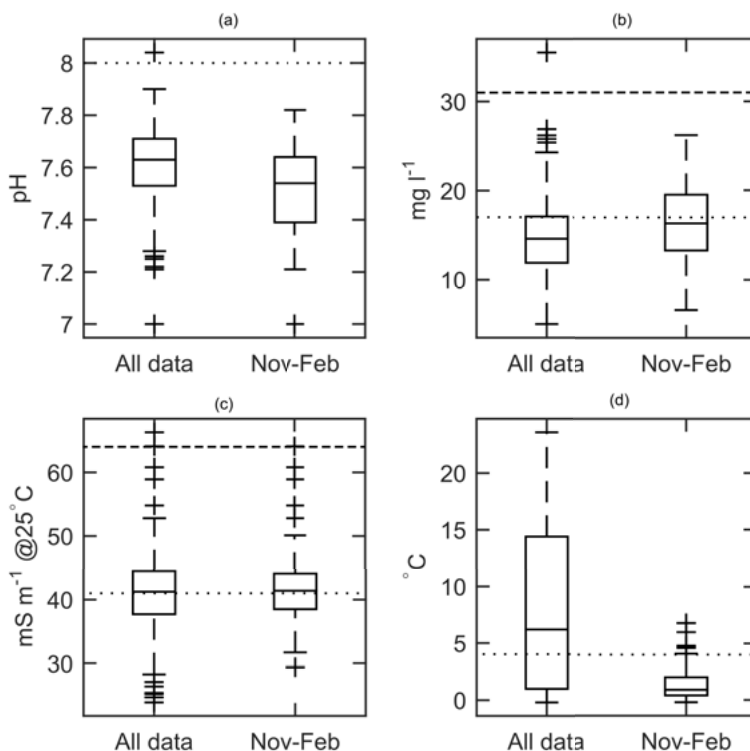 (a)
pH
8
7.8
7.6
7.4
7.2
7
All data Nov-Feb
(b)
mg l⁻¹
30
20
10
All data Nov-Feb
(c)
mS m⁻¹ @25°C
60
50
40
30
All data Nov-Feb
(d)
°C
20
15
10
5
0
All data Nov-Feb